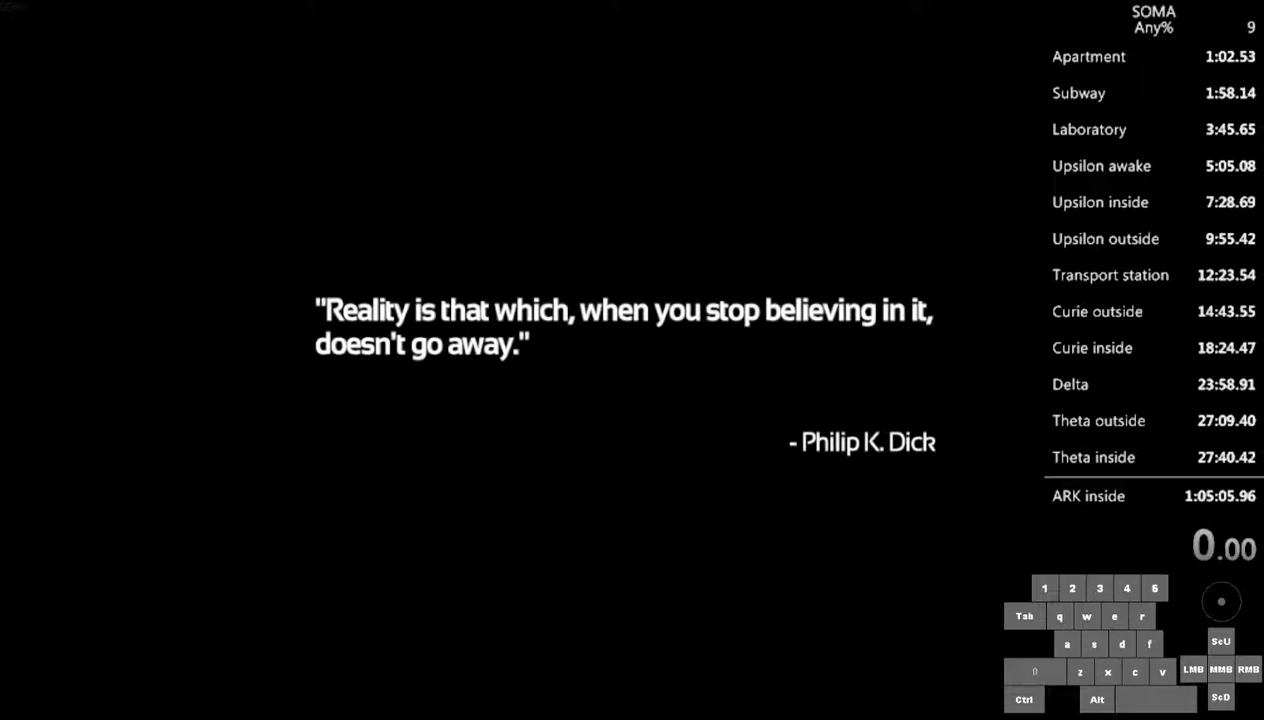 SOMA
Any% 9
Apartment 1:02.53
Subway 1:58.14
Laboratory 3:45.65
Upsilon awake 5:05.08
Upsilon inside 7:28.69
Upsilon outside 9:55.42
Transport station 12:23.54
Curie outside 14:43.55
Curie inside 18:24.47
Delta 23:58.91
Theta outside 27:09.40
Theta inside 27:40.42
ARK inside 1:05:05.96
0.00
"Reality is that which, when you stop believing in it,
doesn't go away."
- Philip K. Dick
1 2 3 4 5
Tab q w e r
a s d f
ScU
⇧ z x c v
LMB MMB RMB
Ctrl Alt
ScD